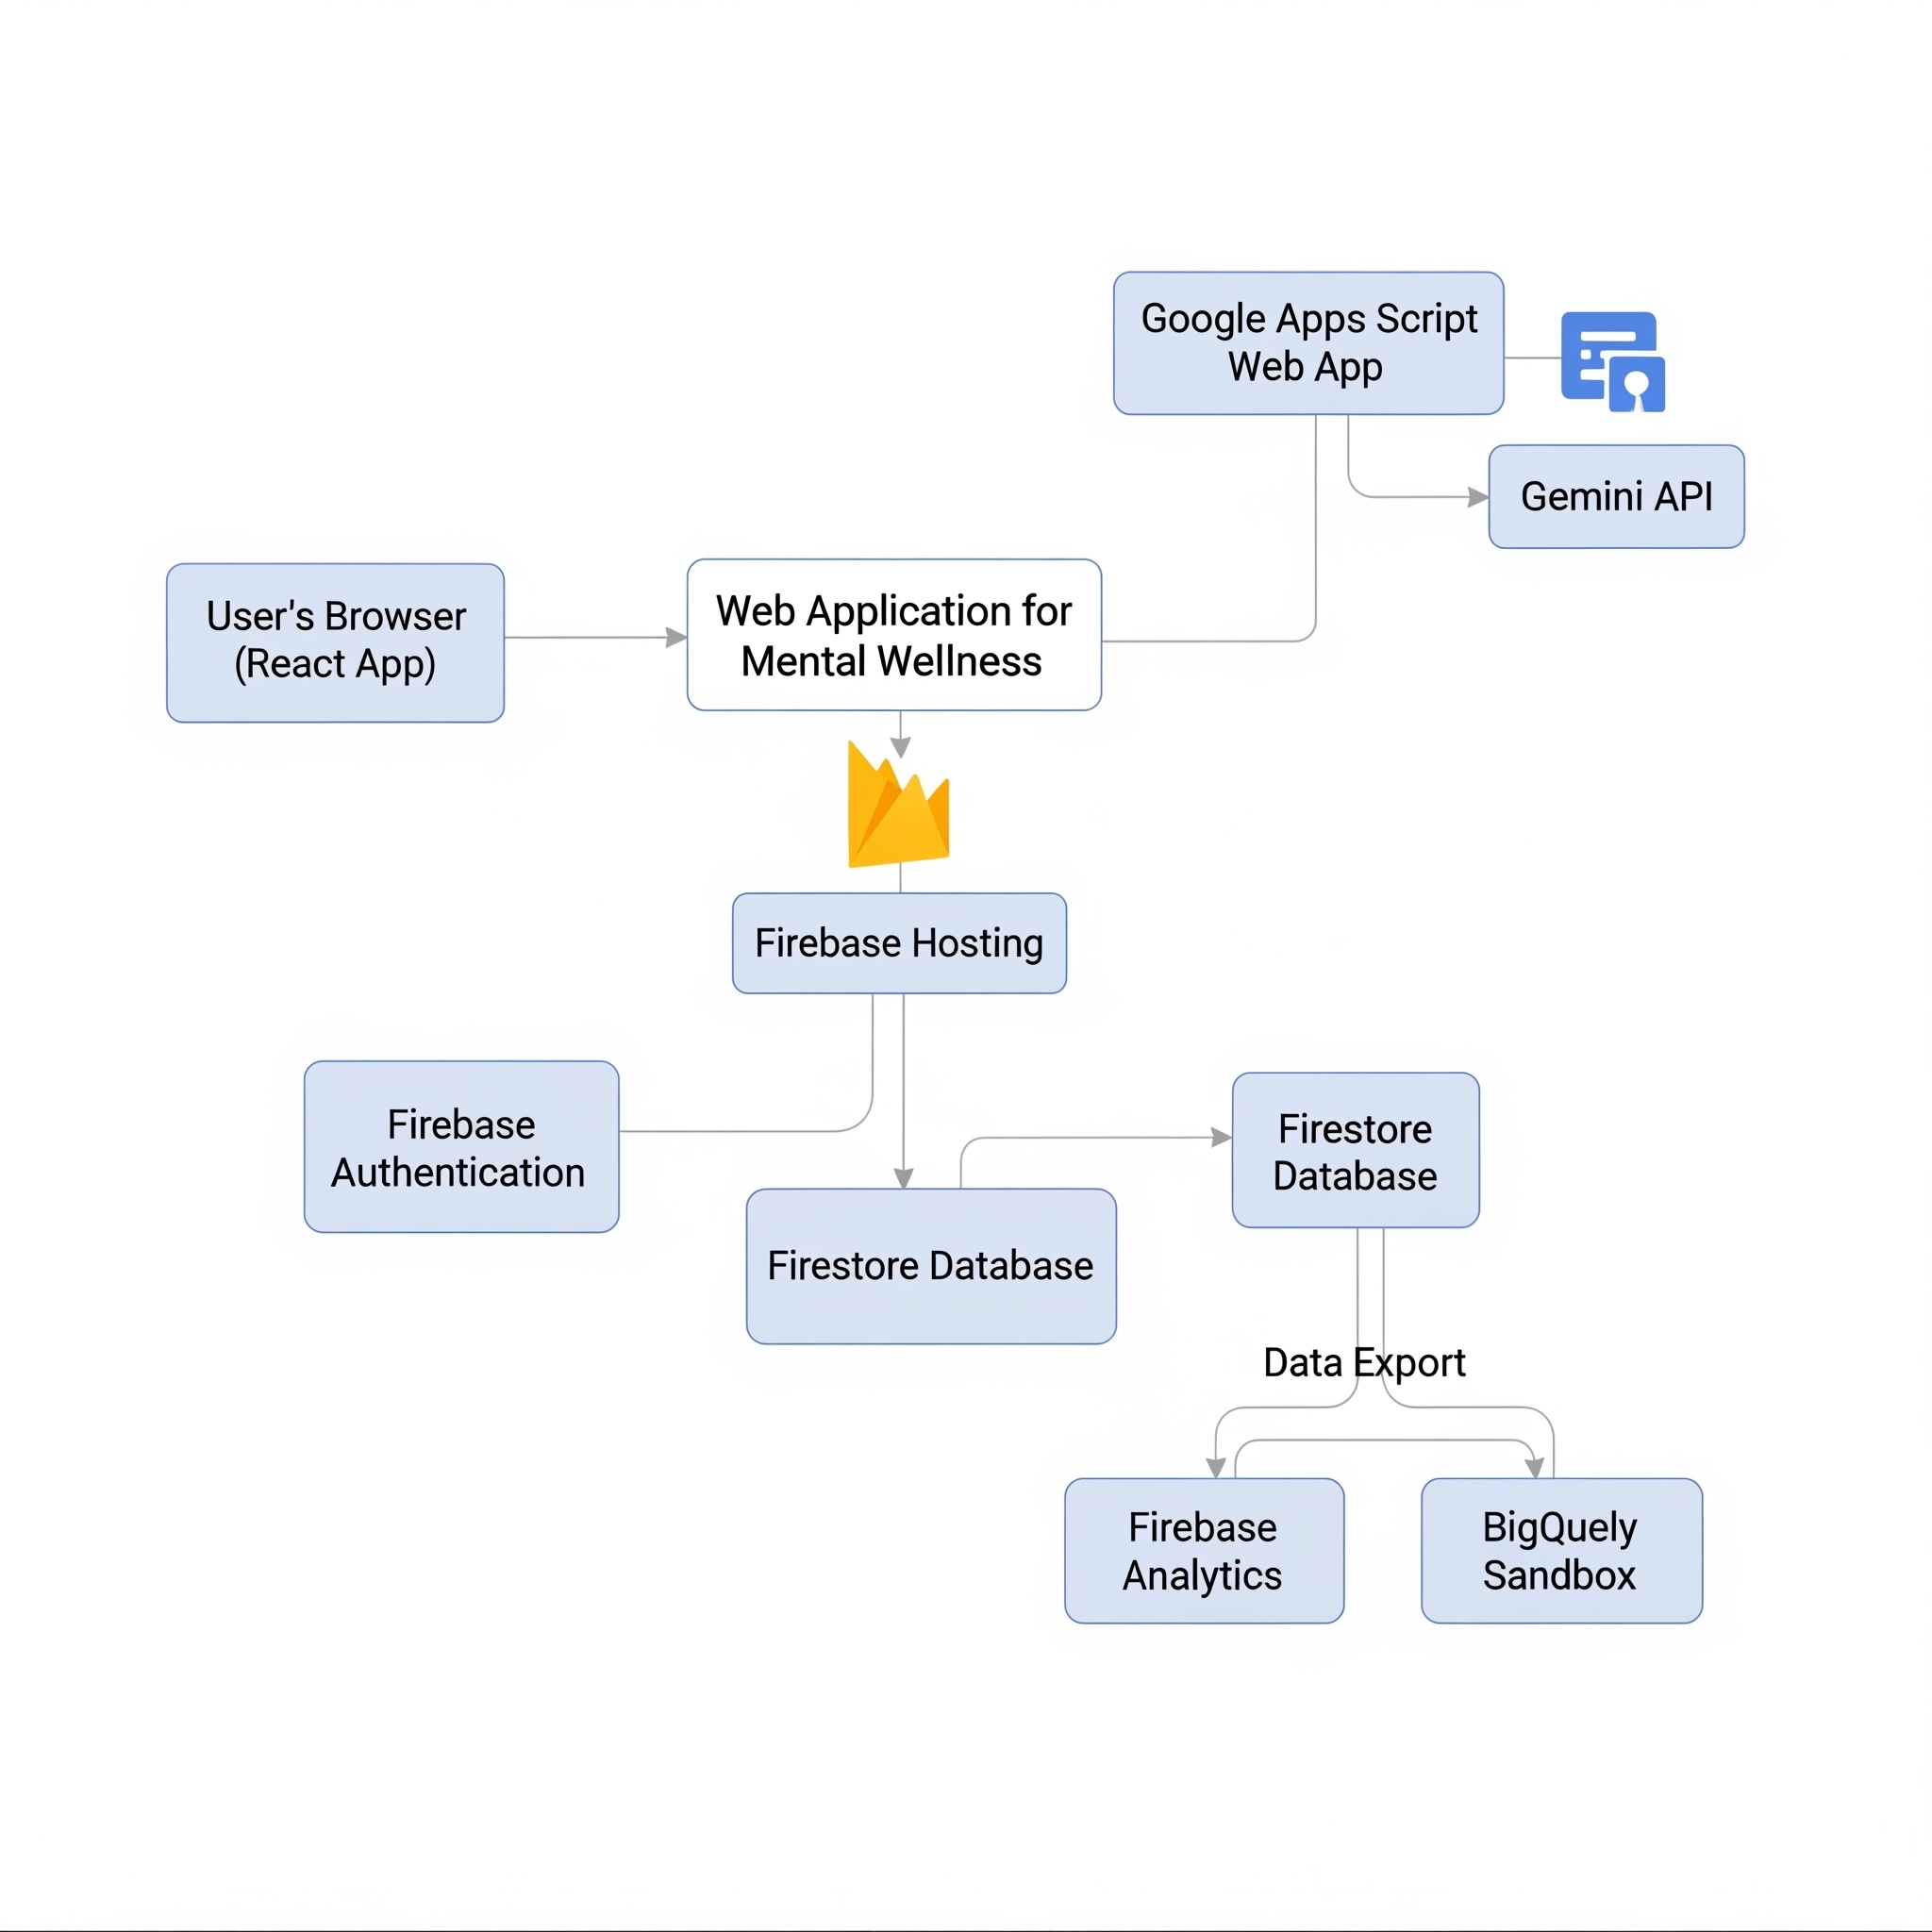 Google Apps Script
Web App
Gemini API
User's Browser
(React App)
Web Application for
Mental Wellness
Firebase Hosting
Firebase
Authentication
Firestore Database
Firestore
Database
Data Export
Firebase
Analytics
BigQuely
Sandbox